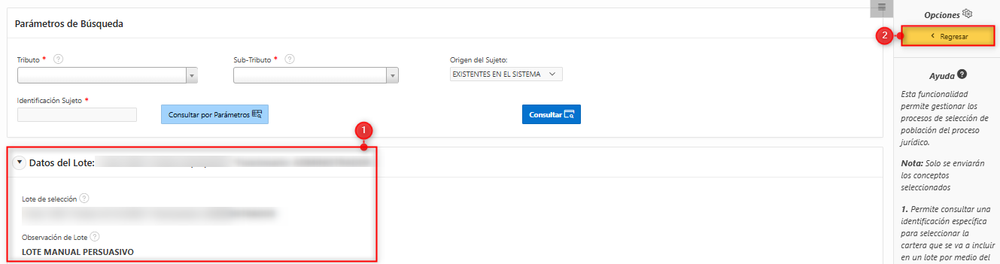 Parámetros de Búsqueda
Tributo * ?
Sub-Tributo * ?
Origen del Sujeto:
EXISTENTES EN EL SISTEMA
Identificación Sujeto *
Consultar por Parámetros
Consultar
1
Datos del Lote:
Lote de selección ?
Observación de Lote ?
LOTE MANUAL PERSUASIVO
Opciones
2
Regresar
Ayuda ?
Esta funcionalidad
permite gestionar los
procesos de selección de
población del proceso
jurídico.
Nota: Solo se enviarán
los conceptos
seleccionados
1. Permite consultar una
identificación específica
para seleccionar la
cartera que se va a incluir
en un lote por medio del